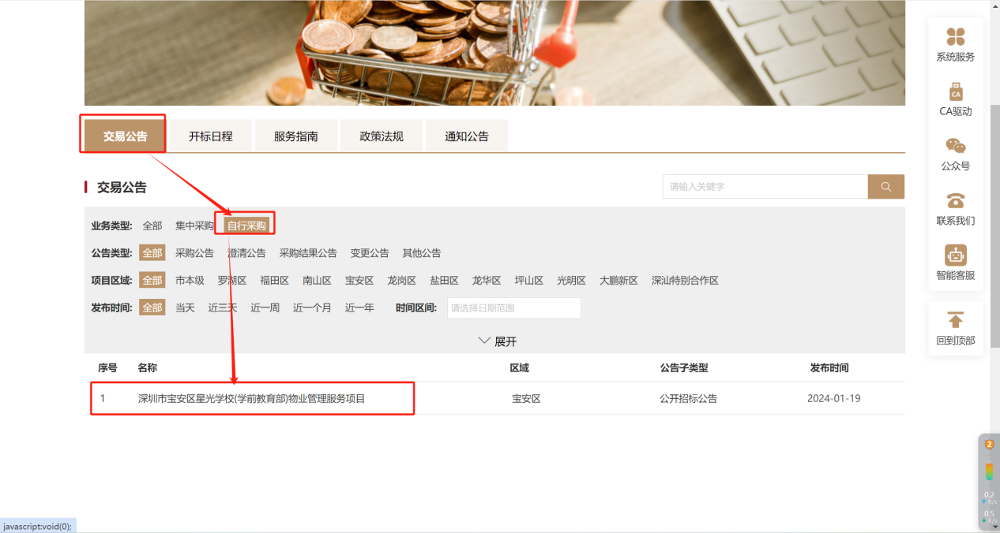 交易公告 开标日程 服务指南 政策法规 通知公告
交易公告 请输入关键字
业务类型: 全部 集中采购 自行采购
公告类型: 全部 采购公告 澄清公告 采购结果公告 变更公告 其他公告
项目区域: 全部 市本级 罗湖区 福田区 南山区 宝安区 龙岗区 盐田区 龙华区 坪山区 光明区 大鹏新区 深汕特别合作区
发布时间: 全部 当天 近三天 近一周 近一个月 近一年 时间区间: 请选择日期范围
展开
序号 名称 区域 公告子类型 发布时间
1 深圳市宝安区星光学校(学前教育部)物业管理服务项目 宝安区 公开招标公告 2024-01-19
系统服务
CA
CA驱动
公众号
联系我们
智能客服
回到顶部
2
0.2
K/s
0.5
K/s
javascript:void(0);